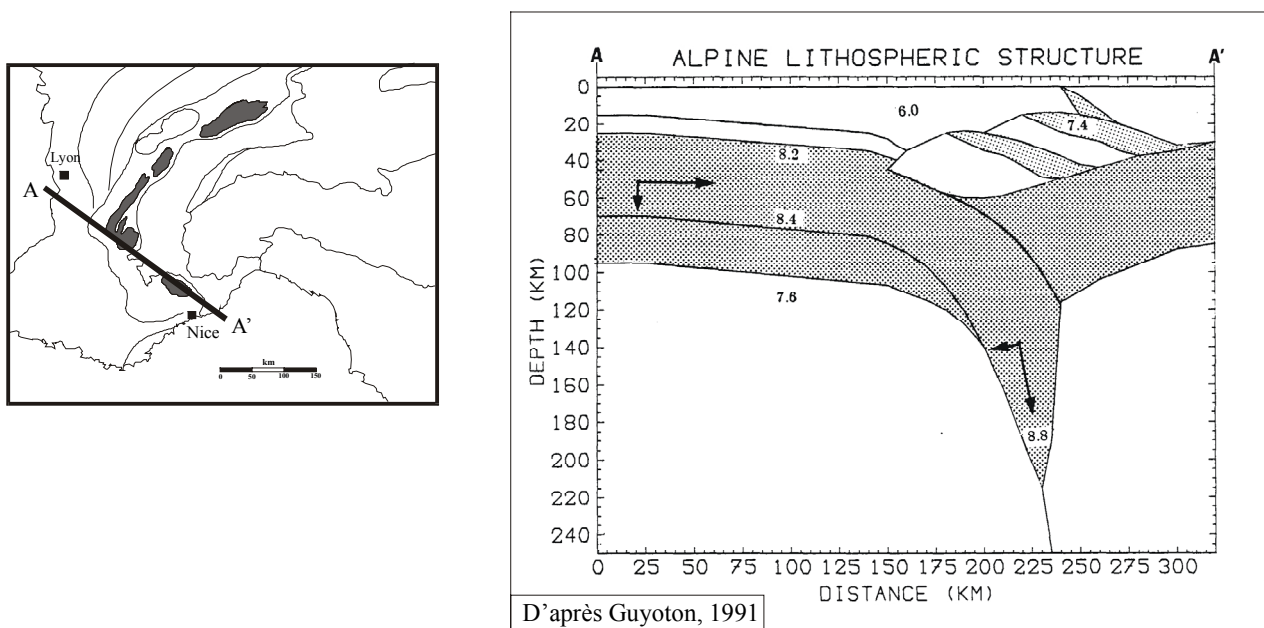 Lyon
A
Nice
A'
km
0 50 100 150
A ALPINE LITHOSPHERIC STRUCTURE A'
0
20
40
60
80
100
120
140
160
180
200
220
240
DEPTH (KM)
6.0
7.4
8.2
8.4
7.6
8.8
0 25 50 75 100 125 150 175 200 225 250 275 300
DISTANCE (KM)
D'après Guyoton, 1991